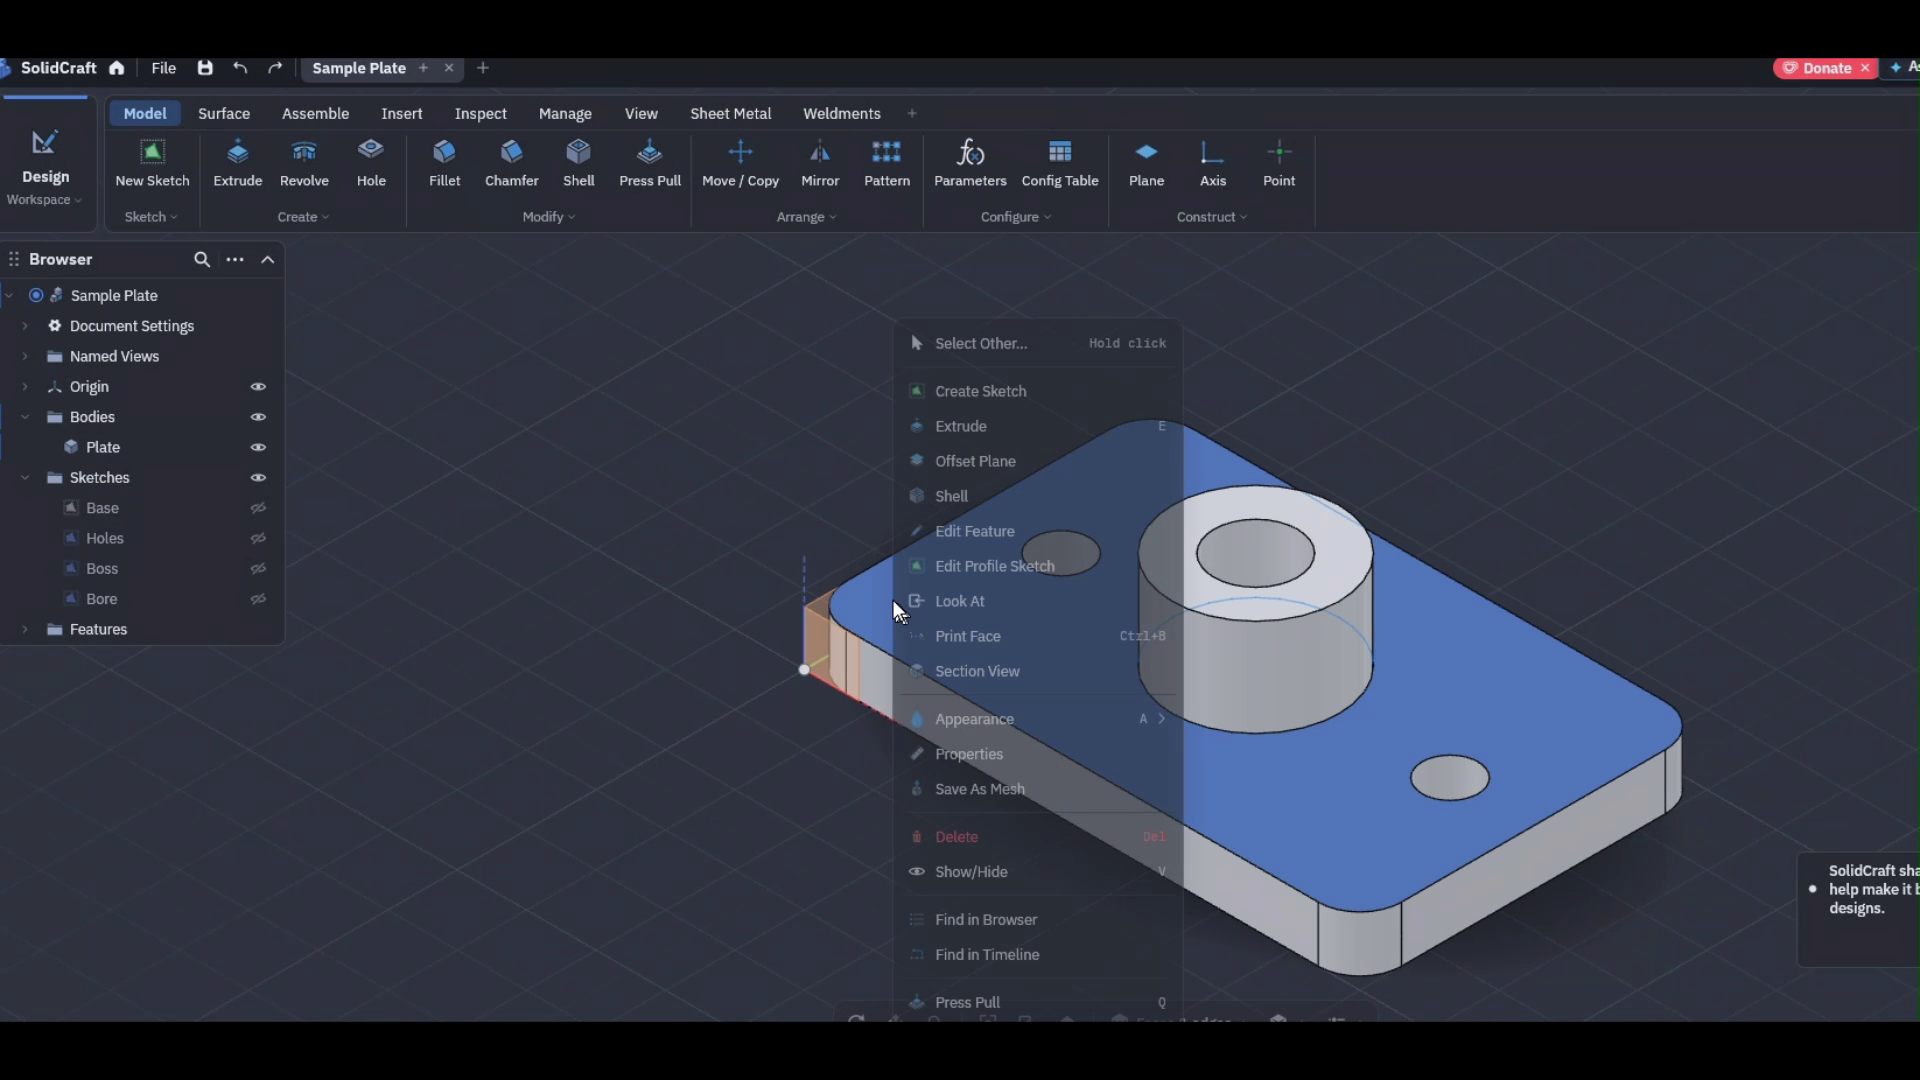 SolidCraft File Sample Plate Donate
Model Surface Assemble Insert Inspect Manage View Sheet Metal Weldments
Design
Workspace
New Sketch Extrude Revolve Hole Fillet Chamfer Shell Press Pull Move / Copy Mirror Pattern Parameters Config Table Plane Axis Point
Sketch Create Modify Arrange Configure Construct
Browser
Sample Plate
Document Settings
Named Views
Origin
Bodies
Plate
Sketches
Base
Holes
Boss
Bore
Features
Select Other... Hold click
Create Sketch
Extrude E
Offset Plane
Shell
Edit Feature
Edit Profile Sketch
Look At
Print Face Ctrl+B
Section View
Appearance A
Properties
Save As Mesh
Delete Del
Show/Hide V
Find in Browser
Find in Timeline
Press Pull Q
SolidCraft sha
help make it b
designs.